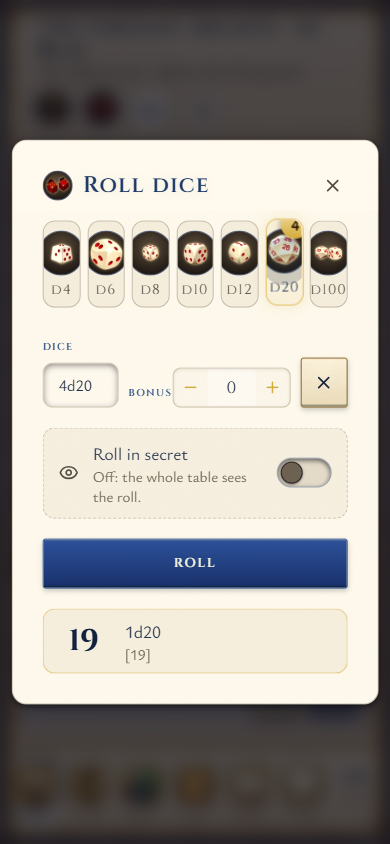 Roll dice
4
D4 D6 D8 D10 D12 D20 D100
DICE
4d20 BONUS − 0 + ×
Roll in secret
Off: the whole table sees
the roll.
ROLL
19 1d20
[19]